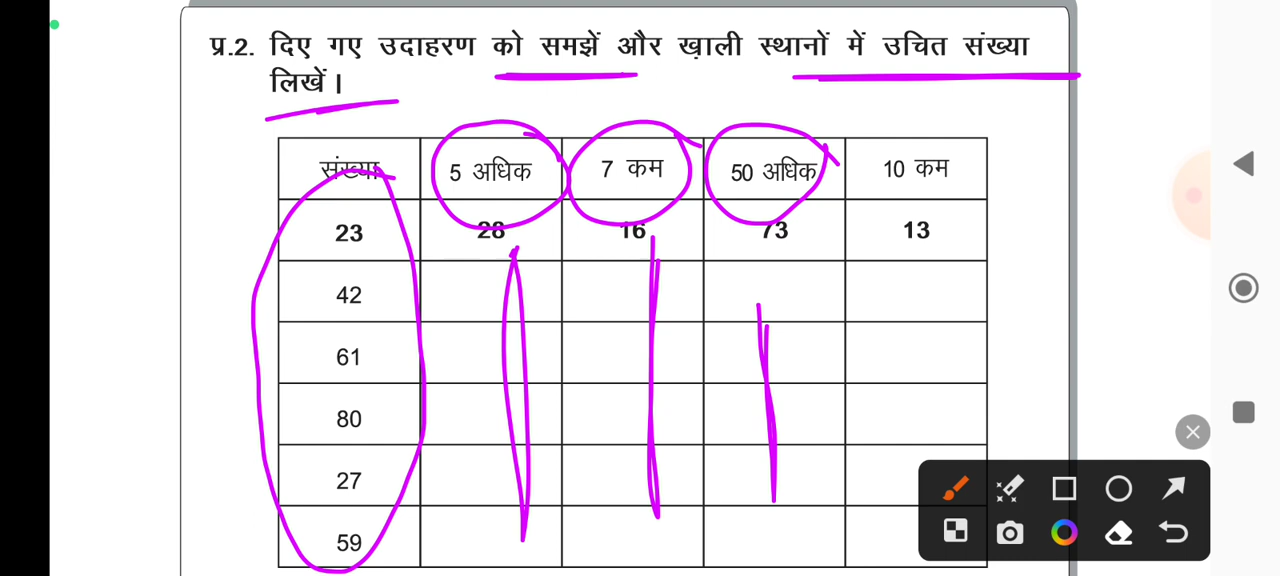 प्र.2. दिए गए उदाहरण को समझें और ख़ाली स्थानों में उचित संख्या
लिखें।
संख्या 5 अधिक 7 कम 50 अधिक 10 कम
23 28 16 73 13
42
61
80
27
59